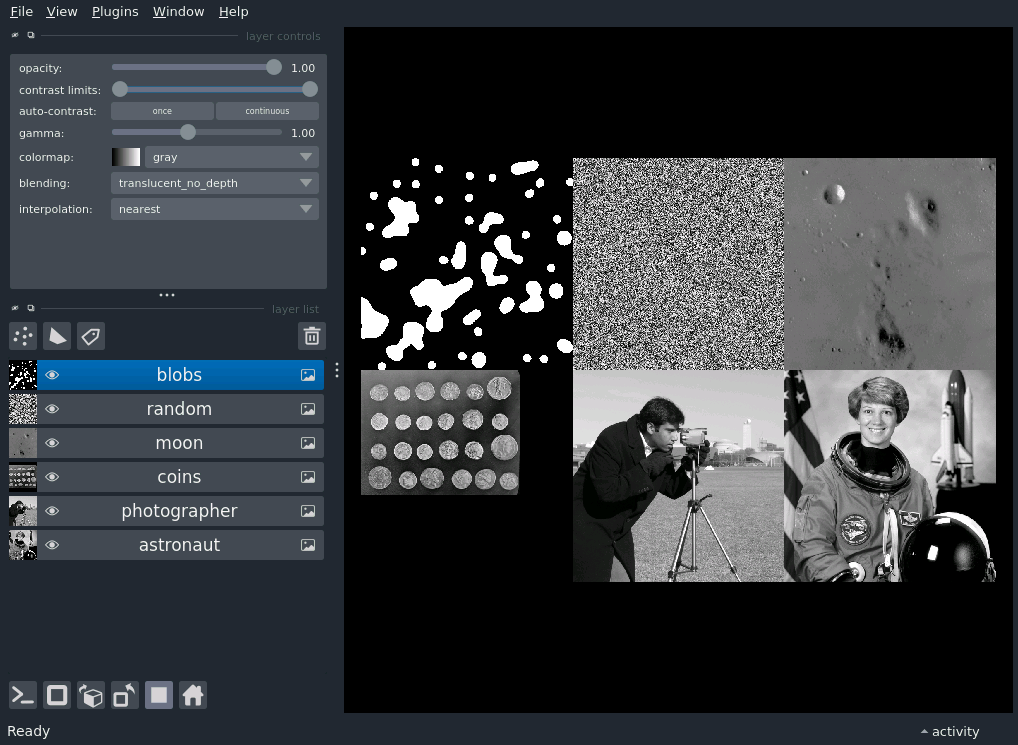 File View Plugins Window Help
layer controls
opacity: 1.00
contrast limits:
auto-contrast: once continuous
gamma: 1.00
colormap: gray
blending: translucent_no_depth
interpolation: nearest
layer list
blobs
random
moon
coins
photographer
astronaut
Ready
activity